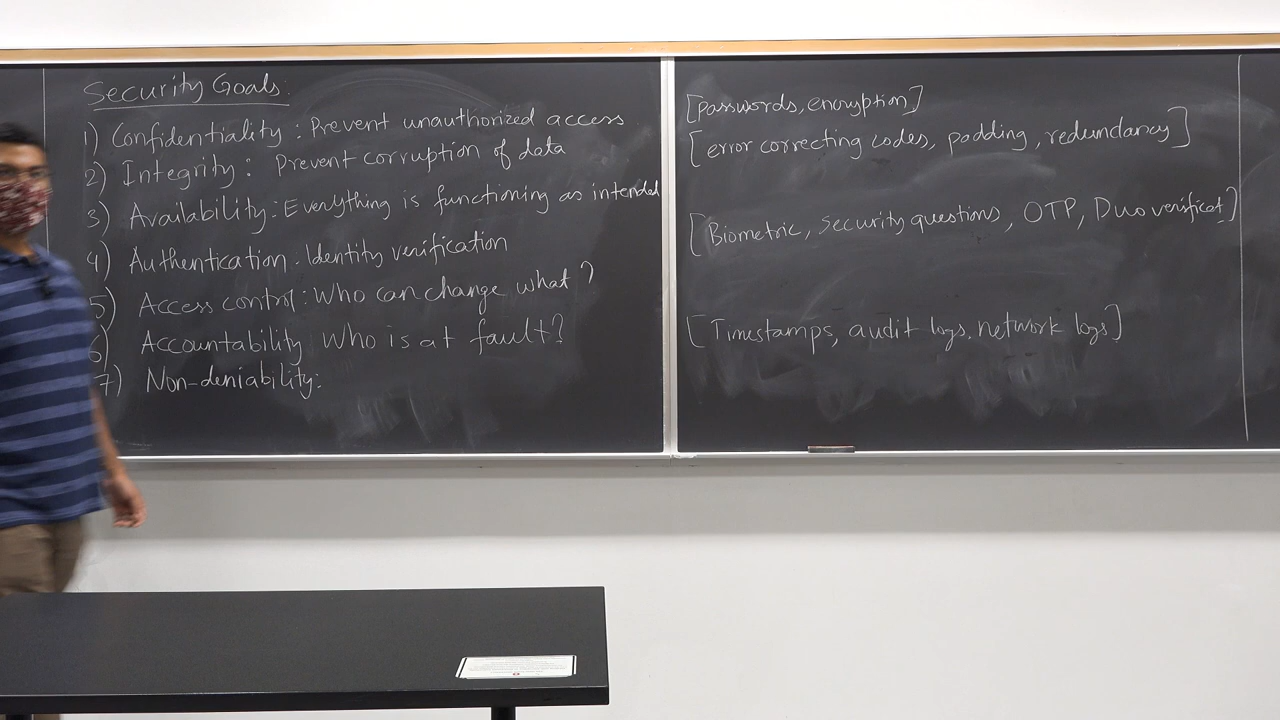 Security Goals:
1) Confidentiality : Prevent unauthorized access
2) Integrity : Prevent corruption of data
3) Availability : Everything is functioning as intended
4) Authentication - Identity verification
5) Access control : Who can change what ?
6) Accountability Who is at fault?
7) Non-deniability:
[Passwords, encryption]
[error correcting codes, padding, redundancy]
[Biometric, security questions, OTP, Duo verificat]
[Timestamps, audit logs, network logs]